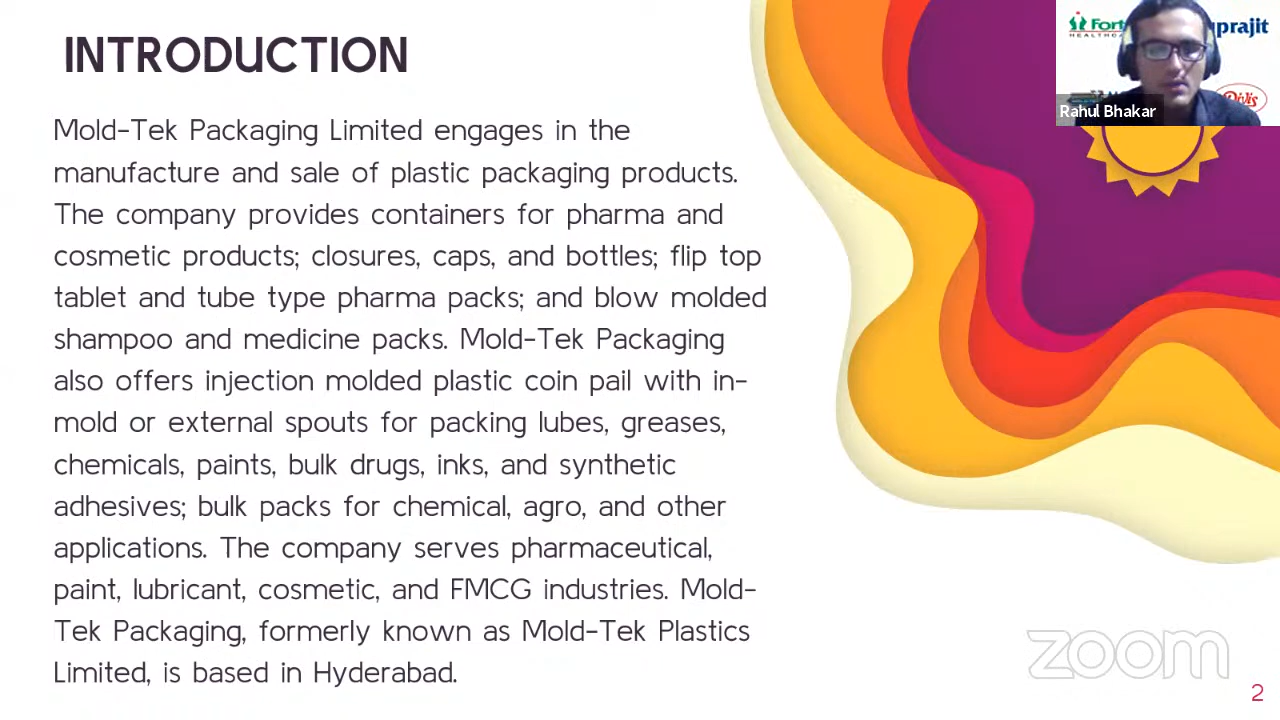 INTRODUCTION
Mold-Tek Packaging Limited engages in the
manufacture and sale of plastic packaging products.
The company provides containers for pharma and
cosmetic products; closures, caps, and bottles; flip top
tablet and tube type pharma packs; and blow molded
shampoo and medicine packs. Mold-Tek Packaging
also offers injection molded plastic coin pail with in-
mold or external spouts for packing lubes, greases,
chemicals, paints, bulk drugs, inks, and synthetic
adhesives; bulk packs for chemical, agro, and other
applications. The company serves pharmaceutical,
paint, lubricant, cosmetic, and FMCG industries. Mold-
Tek Packaging, formerly known as Mold-Tek Plastics
Limited, is based in Hyderabad.
Fort
prajit
HEALTHC
Divis
Rahul Bhakar
zoom
2